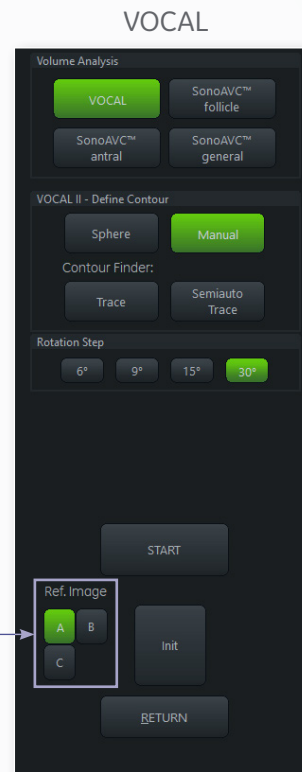 VOCAL
Volume Analysis
VOCAL
SonoAVC™
follicle
SonoAVC™
antral
SonoAVC™
general
VOCAL II - Define Contour
Sphere
Manual
Contour Finder:
Trace
Semiauto
Trace
Rotation Step
6° 9° 15° 30°
START
Ref. Image
A B
C
Init
RETURN